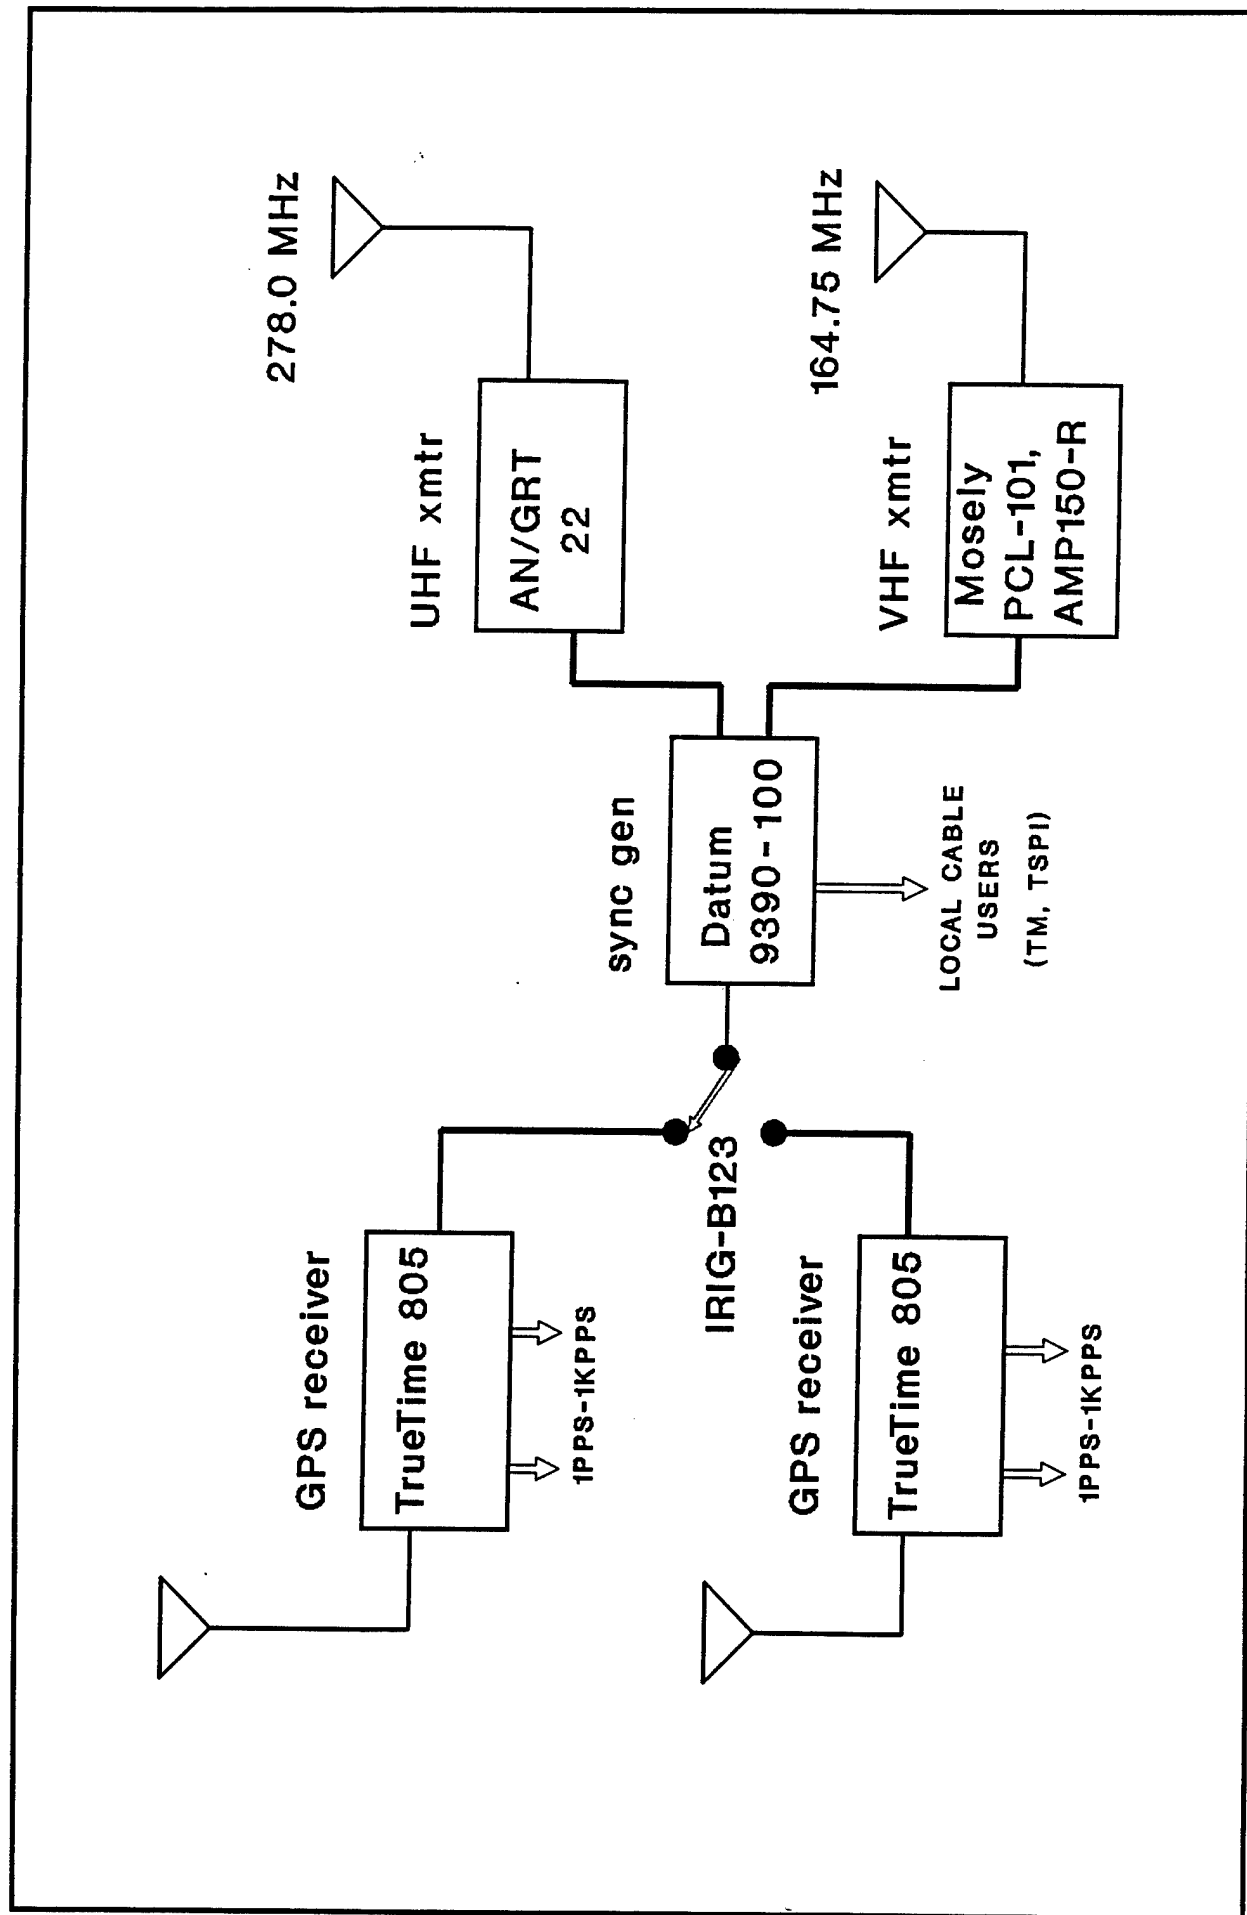 278.0 MHz
UHF xmtr
AN/GRT
22
GPS receiver
TrueTime 805
1PPS-1KPPS
sync gen
Datum
9390-100
IRIG-B123
LOCAL CABLE
USERS
(TM, TSPI)
164.75 MHz
VHF xmtr
Mosely
PCL-101,
AMP150-R
GPS receiver
TrueTime 805
1PPS-1KPPS